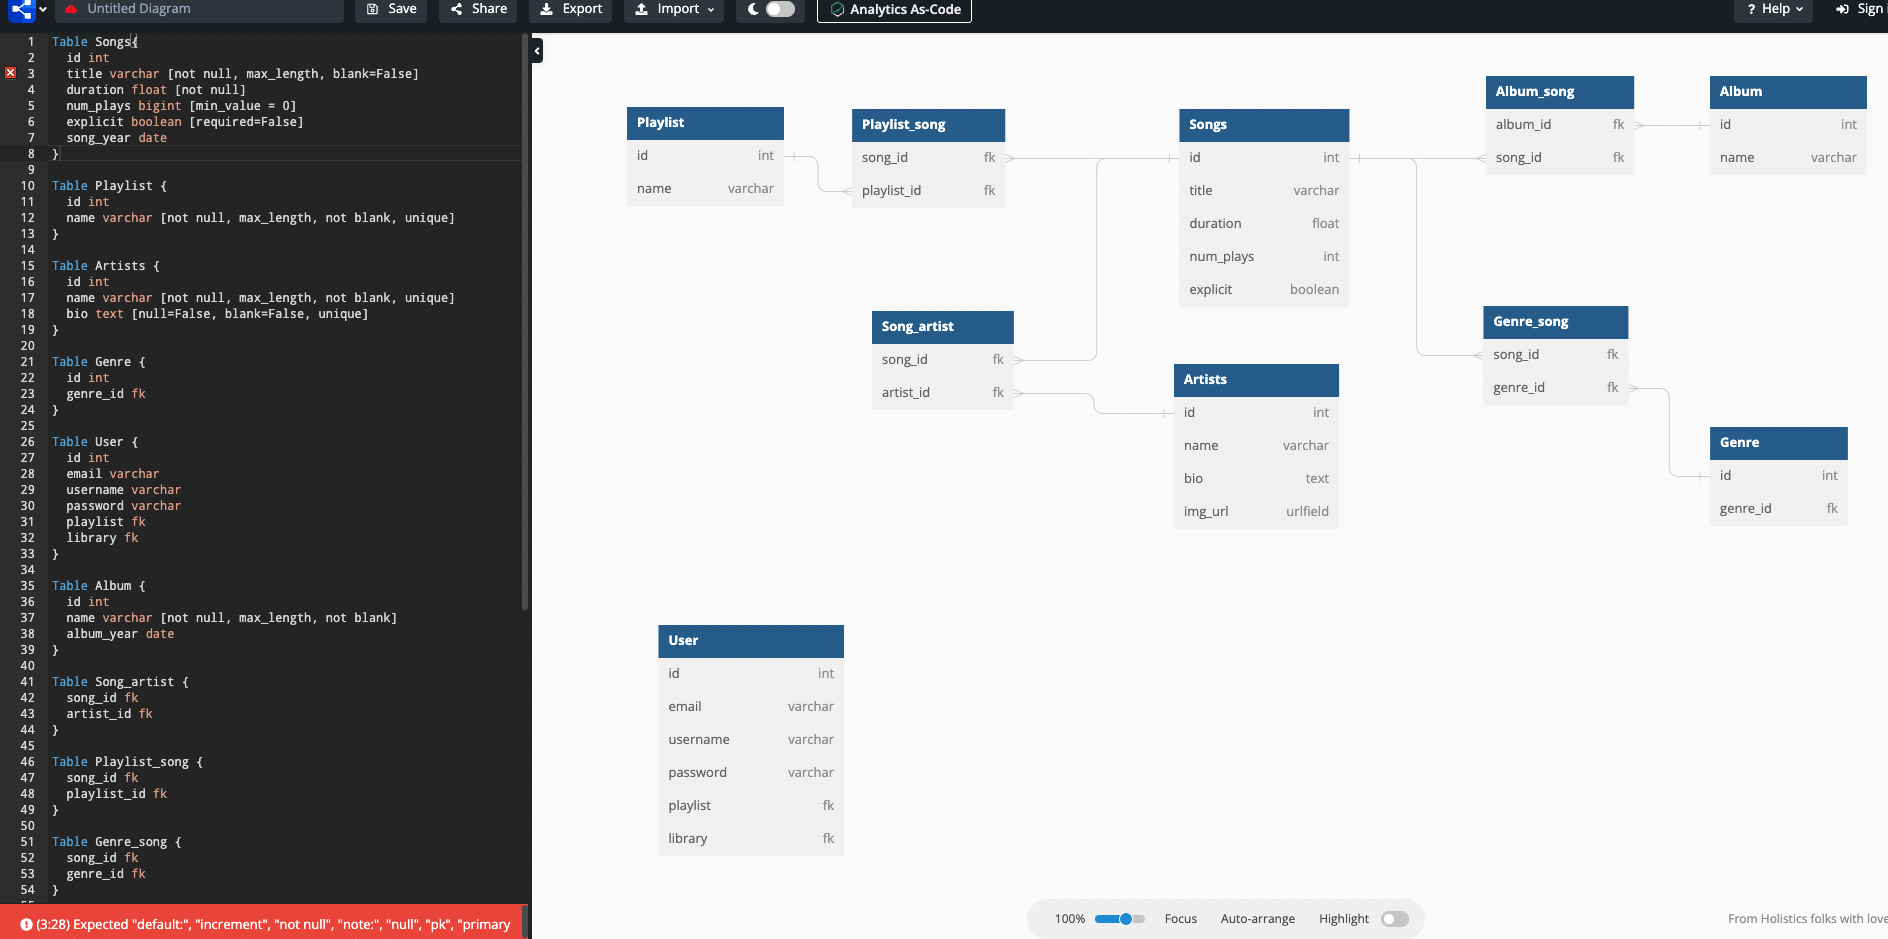 Untitled Diagram
Save
Share
Export
Import
Analytics As-Code
? Help
Sign
1 Table Songs{
2 id int
3 title varchar [not null, max_length, blank=False]
4 duration float [not null]
5 num_plays bigint [min_value = 0]
6 explicit boolean [required=False]
7 song_year date
8 }
9
10 Table Playlist {
11 id int
12 name varchar [not null, max_length, not blank, unique]
13 }
14
15 Table Artists {
16 id int
17 name varchar [not null, max_length, not blank, unique]
18 bio text [null=False, blank=False, unique]
19 }
20
21 Table Genre {
22 id int
23 genre_id fk
24 }
25
26 Table User {
27 id int
28 email varchar
29 username varchar
30 password varchar
31 playlist fk
32 library fk
33 }
34
35 Table Album {
36 id int
37 name varchar [not null, max_length, not blank]
38 album_year date
39 }
40
41 Table Song_artist {
42 song_id fk
43 artist_id fk
44 }
45
46 Table Playlist_song {
47 song_id fk
48 playlist_id fk
49 }
50
51 Table Genre_song {
52 song_id fk
53 genre_id fk
54 }
(3:28) Expected "default:", "increment", "not null", "note:", "null", "pk", "primary
Playlist
id int
name varchar
Playlist_song
song_id fk
playlist_id fk
Songs
id int
title varchar
duration float
num_plays int
explicit boolean
Album_song
album_id fk
song_id fk
Album
id int
name varchar
Song_artist
song_id fk
artist_id fk
Artists
id int
name varchar
bio text
img_url urlfield
Genre_song
song_id fk
genre_id fk
Genre
id int
genre_id fk
User
id int
email varchar
username varchar
password varchar
playlist fk
library fk
100%
Focus
Auto-arrange
Highlight
From Holistics folks with love